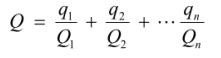 Q = q₁/Q₁ + q₂/Q₂ + ⋯ qₙ/Qₙ